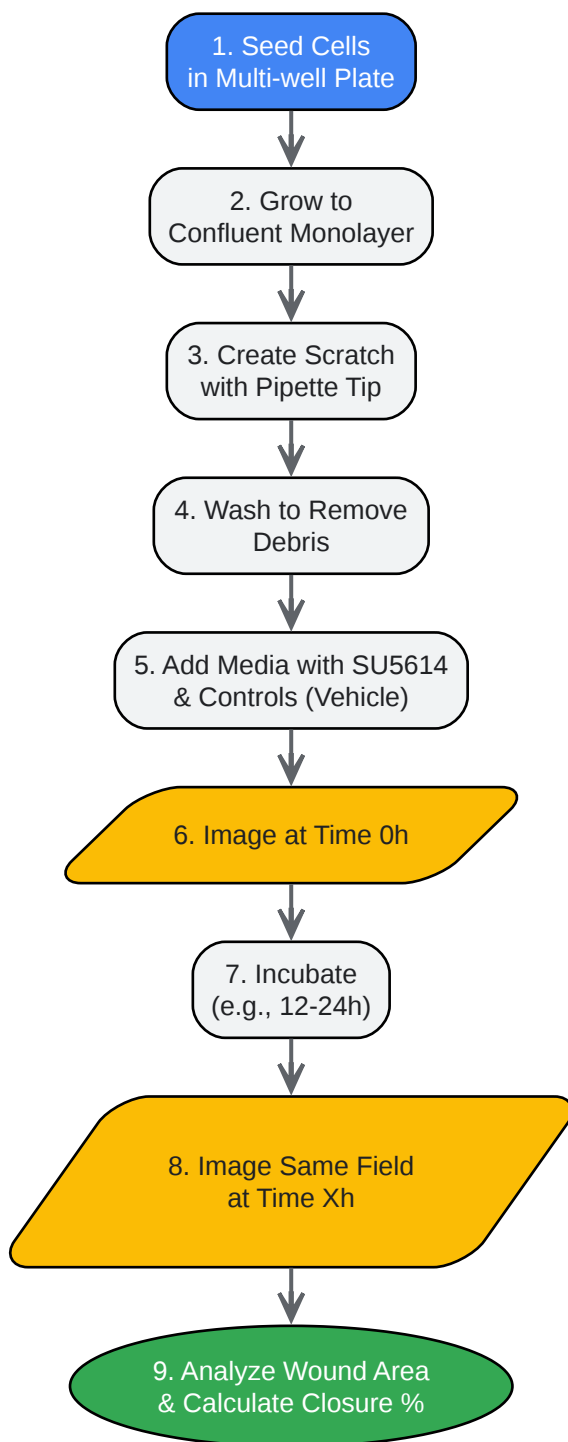 1. Seed Cells
in Multi-well Plate
2. Grow to
Confluent Monolayer
3. Create Scratch
with Pipette Tip
4. Wash to Remove
Debris
5. Add Media with SU5614
& Controls (Vehicle)
6. Image at Time 0h
7. Incubate
(e.g., 12-24h)
8. Image Same Field
at Time Xh
9. Analyze Wound Area
& Calculate Closure %